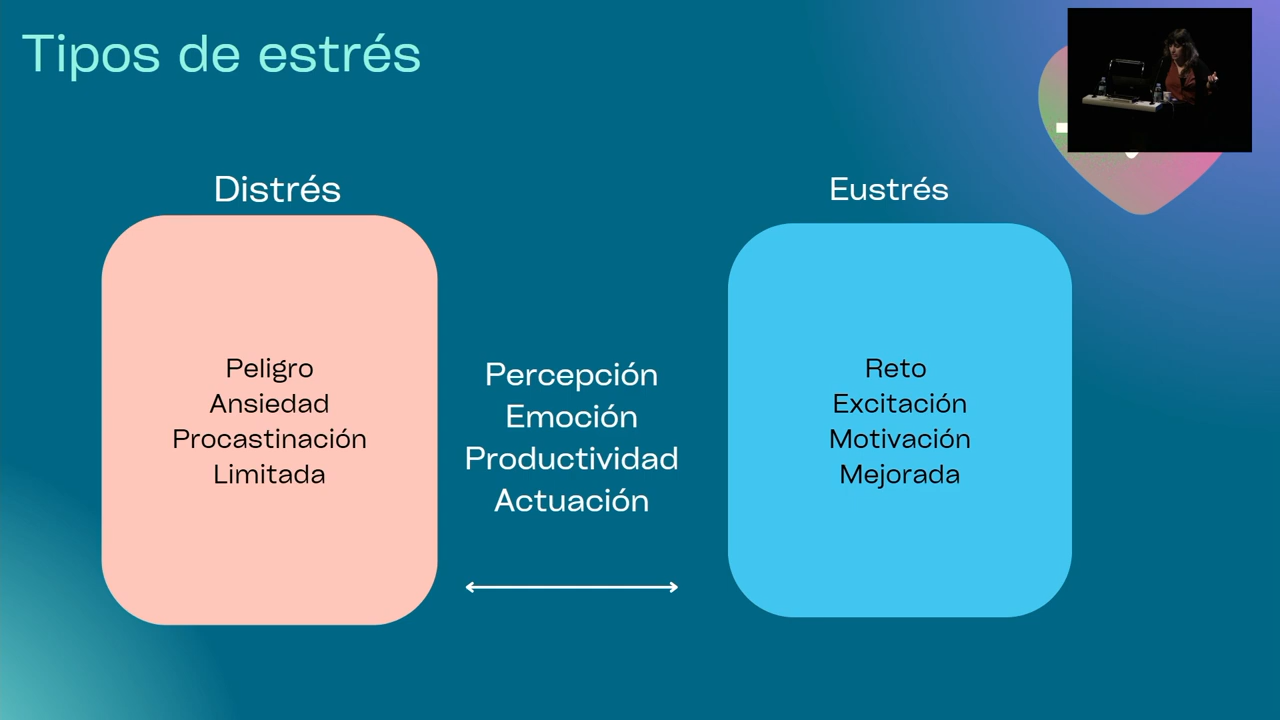 Tipos de estrés
Distrés
Peligro
Ansiedad
Procastinación
Limitada
Percepción
Emoción
Productividad
Actuación
Eustrés
Reto
Excitación
Motivación
Mejorada